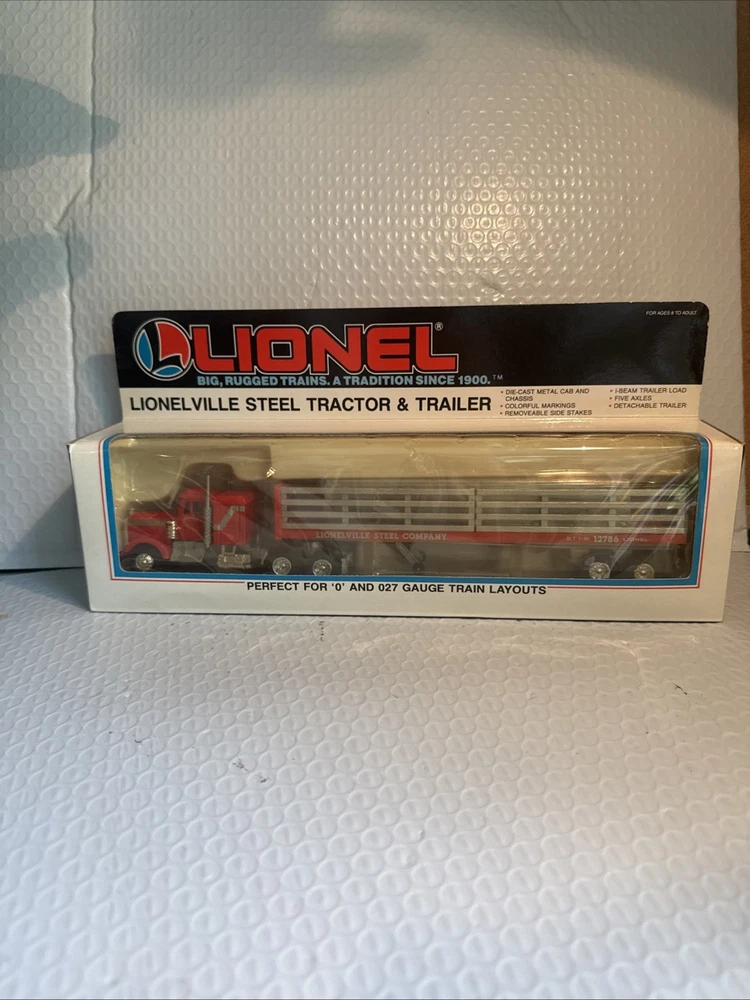 FOR AGES 8 TO ADULT
LIONEL®
BIG, RUGGED TRAINS. A TRADITION SINCE 1900.™
LIONELVILLE STEEL TRACTOR & TRAILER
• DIE-CAST METAL CAB AND
CHASSIS
• COLORFUL MARKINGS
• REMOVEABLE SIDE STAKES
• I-BEAM TRAILER LOAD
• FIVE AXLES
• DETACHABLE TRAILER
LIONELVILLE STEEL COMPANY
12786 LIONEL
PERFECT FOR 'O' AND 027 GAUGE TRAIN LAYOUTS